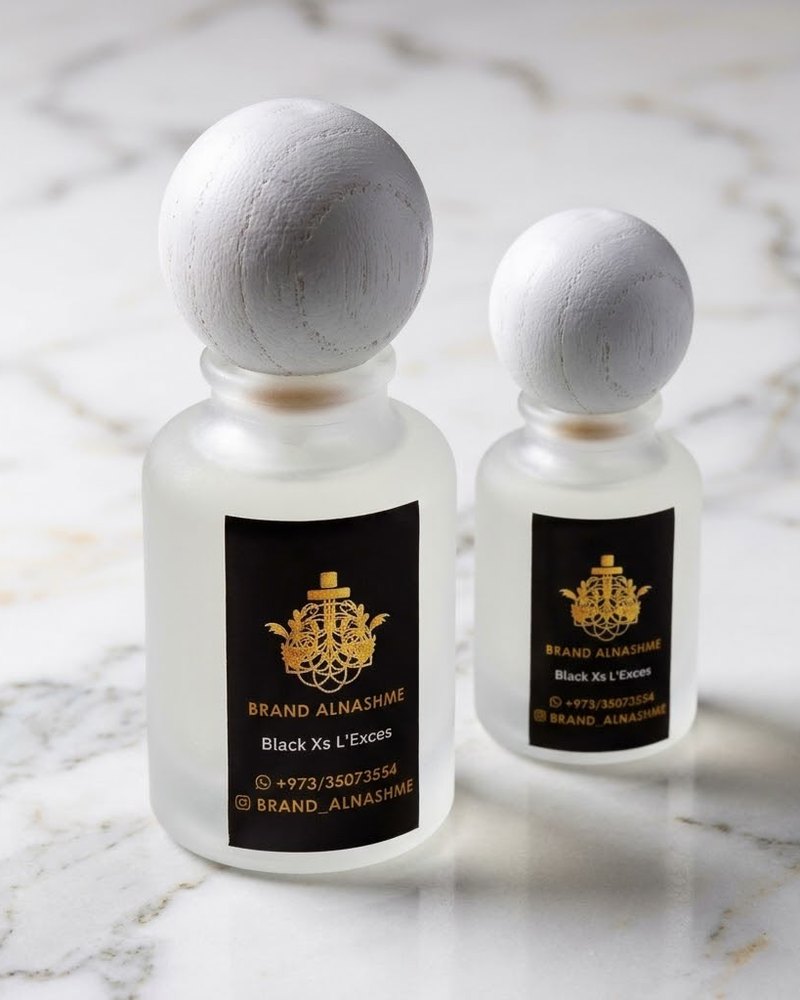 BRAND ALNASHME
Black Xs L'Exces
+973/35073554
BRAND_ALNASHME
BRAND ALNASHME
Black Xs L'Exces
+973/35073554
BRAND_ALNASHME